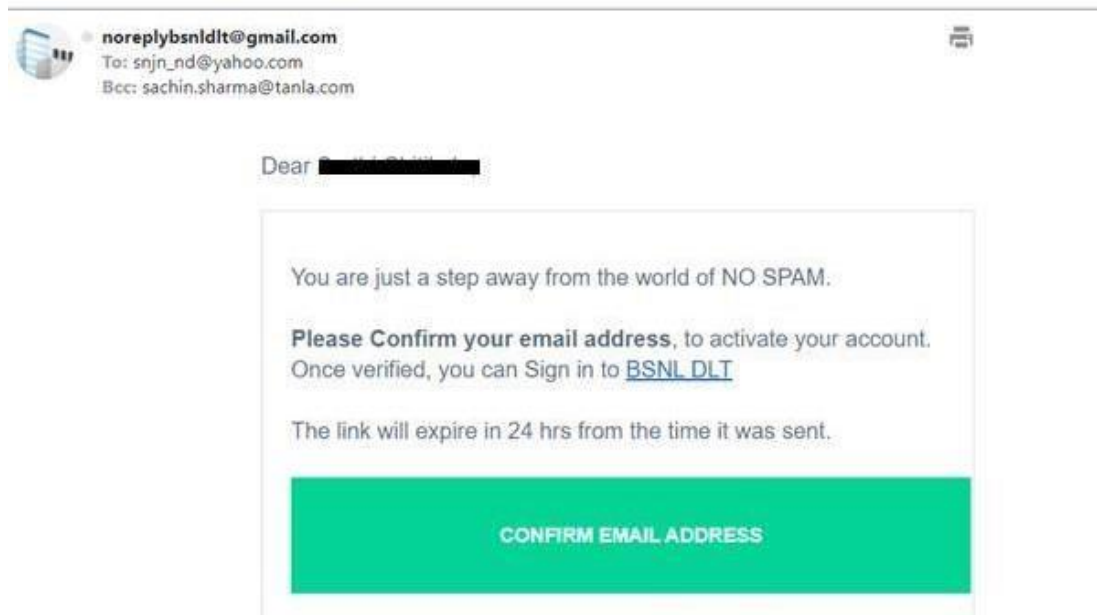 noreplybsnldlt@gmail.com
To: snjn_nd@yahoo.com
Bcc: sachin.sharma@tanla.com
Dear
You are just a step away from the world of NO SPAM.
Please Confirm your email address, to activate your account.
Once verified, you can Sign in to BSNL DLT
The link will expire in 24 hrs from the time it was sent.
CONFIRM EMAIL ADDRESS